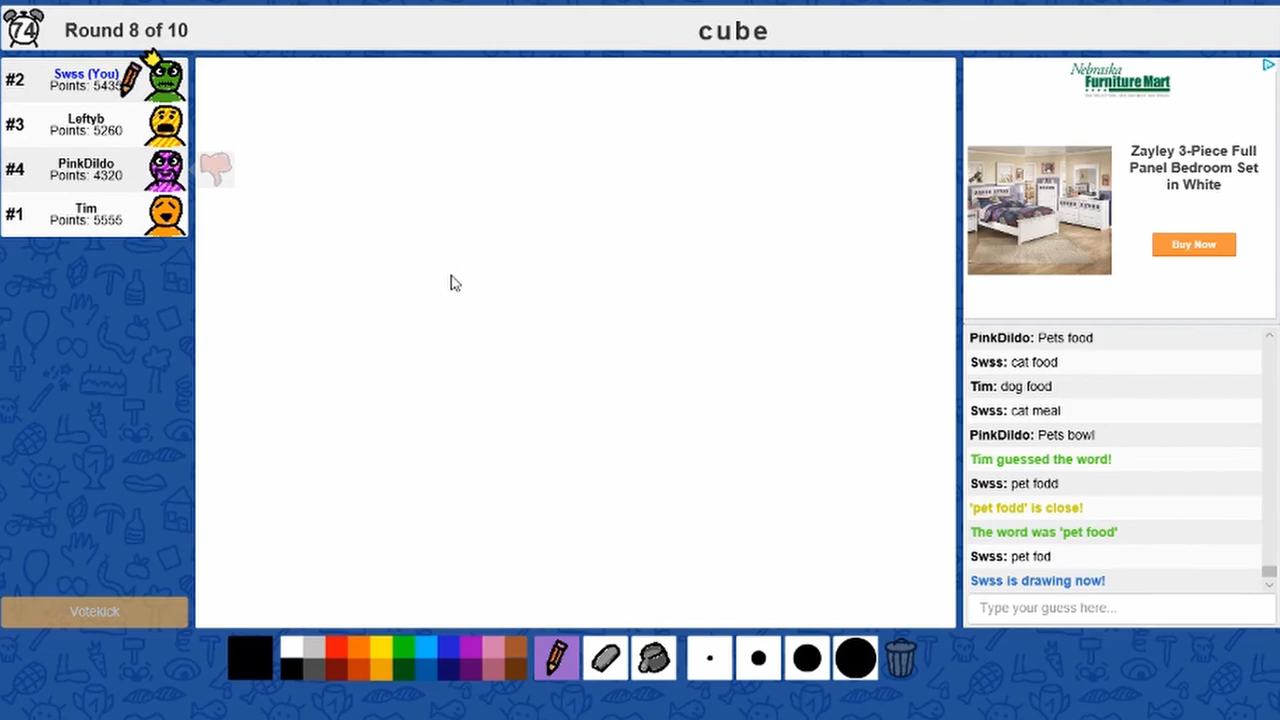 74
Round 8 of 10
cube
#2
Swss (You)
Points: 5435
#3
Leftyb
Points: 5260
#4
PinkDildo
Points: 4320
#1
Tim
Points: 5555
Votekick
Nebraska
Furniture Mart
Zayley 3-Piece Full
Panel Bedroom Set
in White
Buy Now
PinkDildo: Pets food
Swss: cat food
Tim: dog food
Swss: cat meal
PinkDildo: Pets bowl
Tim guessed the word!
Swss: pet fodd
'pet fodd' is close!
The word was 'pet food'
Swss: pet fod
Swss is drawing now!
Type your guess here...